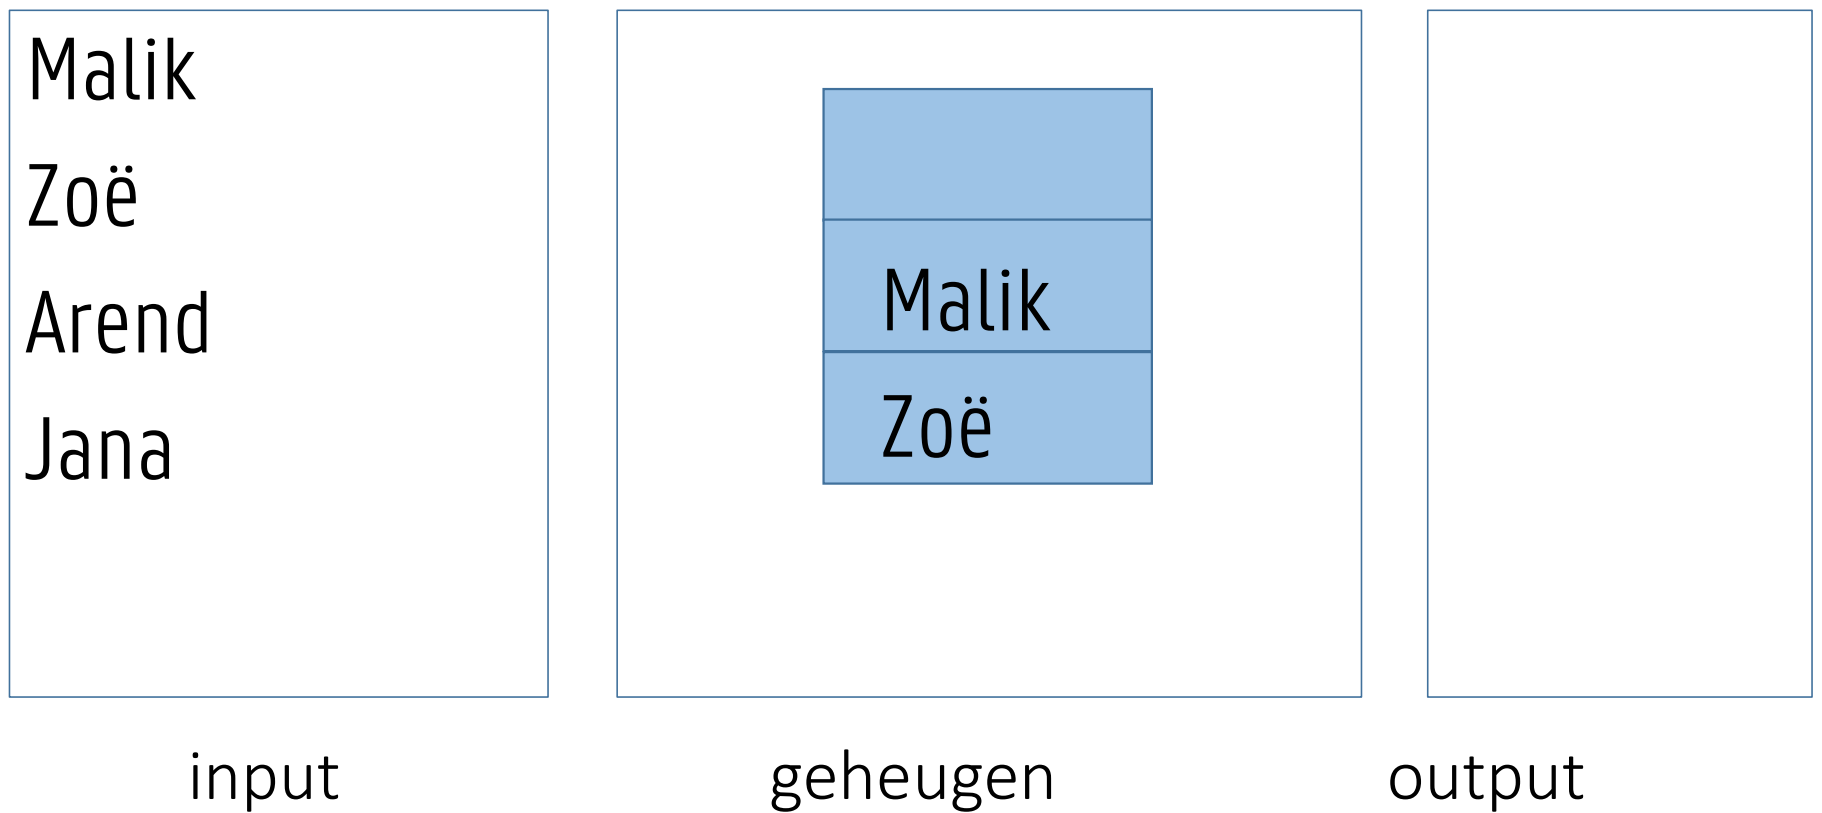 Malik
Zoë
Arend
Jana
Malik
Zoë
input
geheugen
output